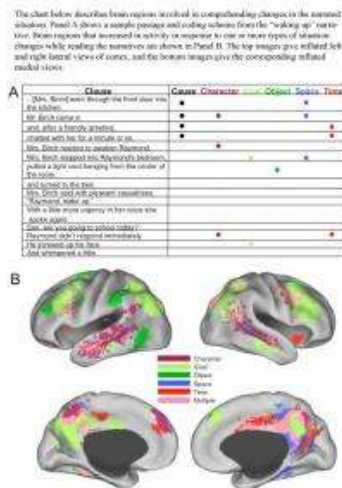 The chart below describes brain regions involved in comprehending changes in the narrated
situation. Panel A shows a sample passage and coding scheme from the "waking up" narra-
tive. Brain regions that increased in activity in response to one or more types of situation
changes while reading the narratives are shown in Panel B. The top images give inflated left
and right lateral views of cortex, and the bottom images give the corresponding inflated
medial views.
A
Clause Cause Character Goal Object Space Time
[Mrs. Birch] went through the front door into
the kitchen.
Mr. Birch came in
and, after a friendly greeting,
chatted with her for a minute or so.
Mrs. Birch needed to awaken Raymond.
Mrs. Birch stepped into Raymond's bedroom,
pulled a light cord hanging from the center of
the room,
and turned to the bed.
Mrs. Birch said with pleasant casualness,
"Raymond, wake up."
With a little more urgency in her voice she
spoke again:
Son, are you going to school today?
Raymond didn't respond immediately.
He screwed up his face
And whimpered a little.
B
Character
Goal
Object
Space
Time
Multiple